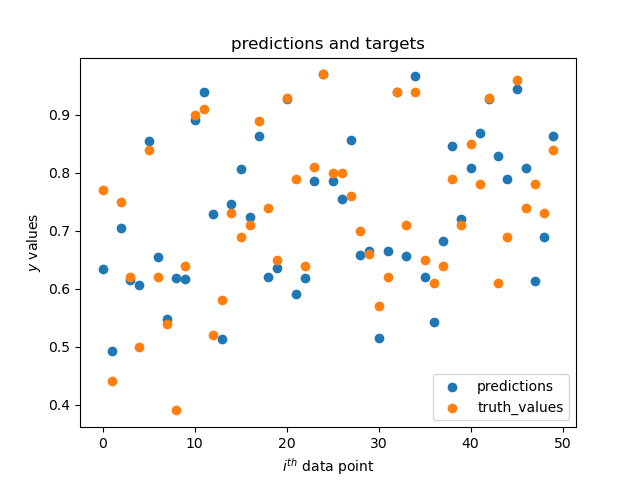 predictions and targets
y values
0.9
0.8
0.7
0.6
0.5
0.4
0 10 20 30 40 50
i^th data point
predictions
truth_values